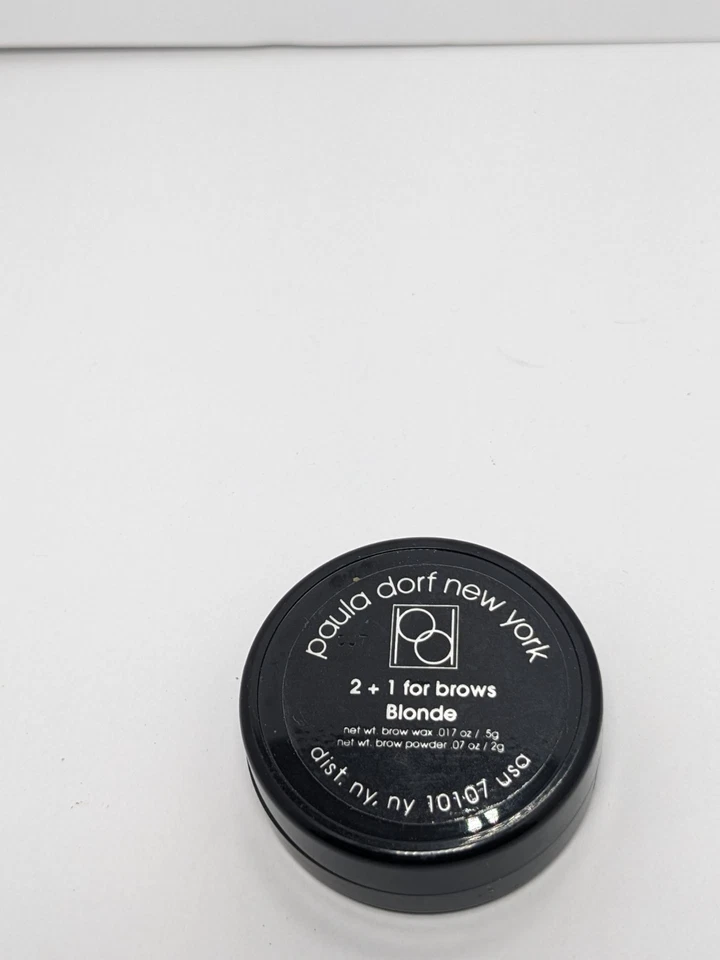 paula dorf new york
pd
2 + 1 for brows
Blonde
net wt. brow wax .017 oz / .5g
net wt. brow powder .07 oz / 2g
dist. ny, ny 10107 usa